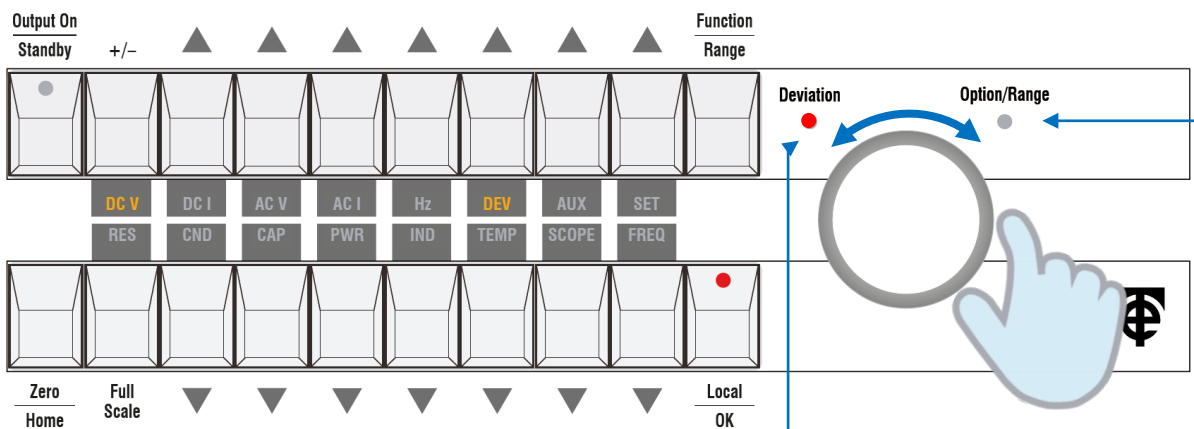 Output On
Standby
+/–
Function
Range
Deviation
Option/Range
DC V
DC I
AC V
AC I
Hz
DEV
AUX
SET
RES
CND
CAP
PWR
IND
TEMP
SCOPE
FREQ
Zero
Home
Full
Scale
Local
OK